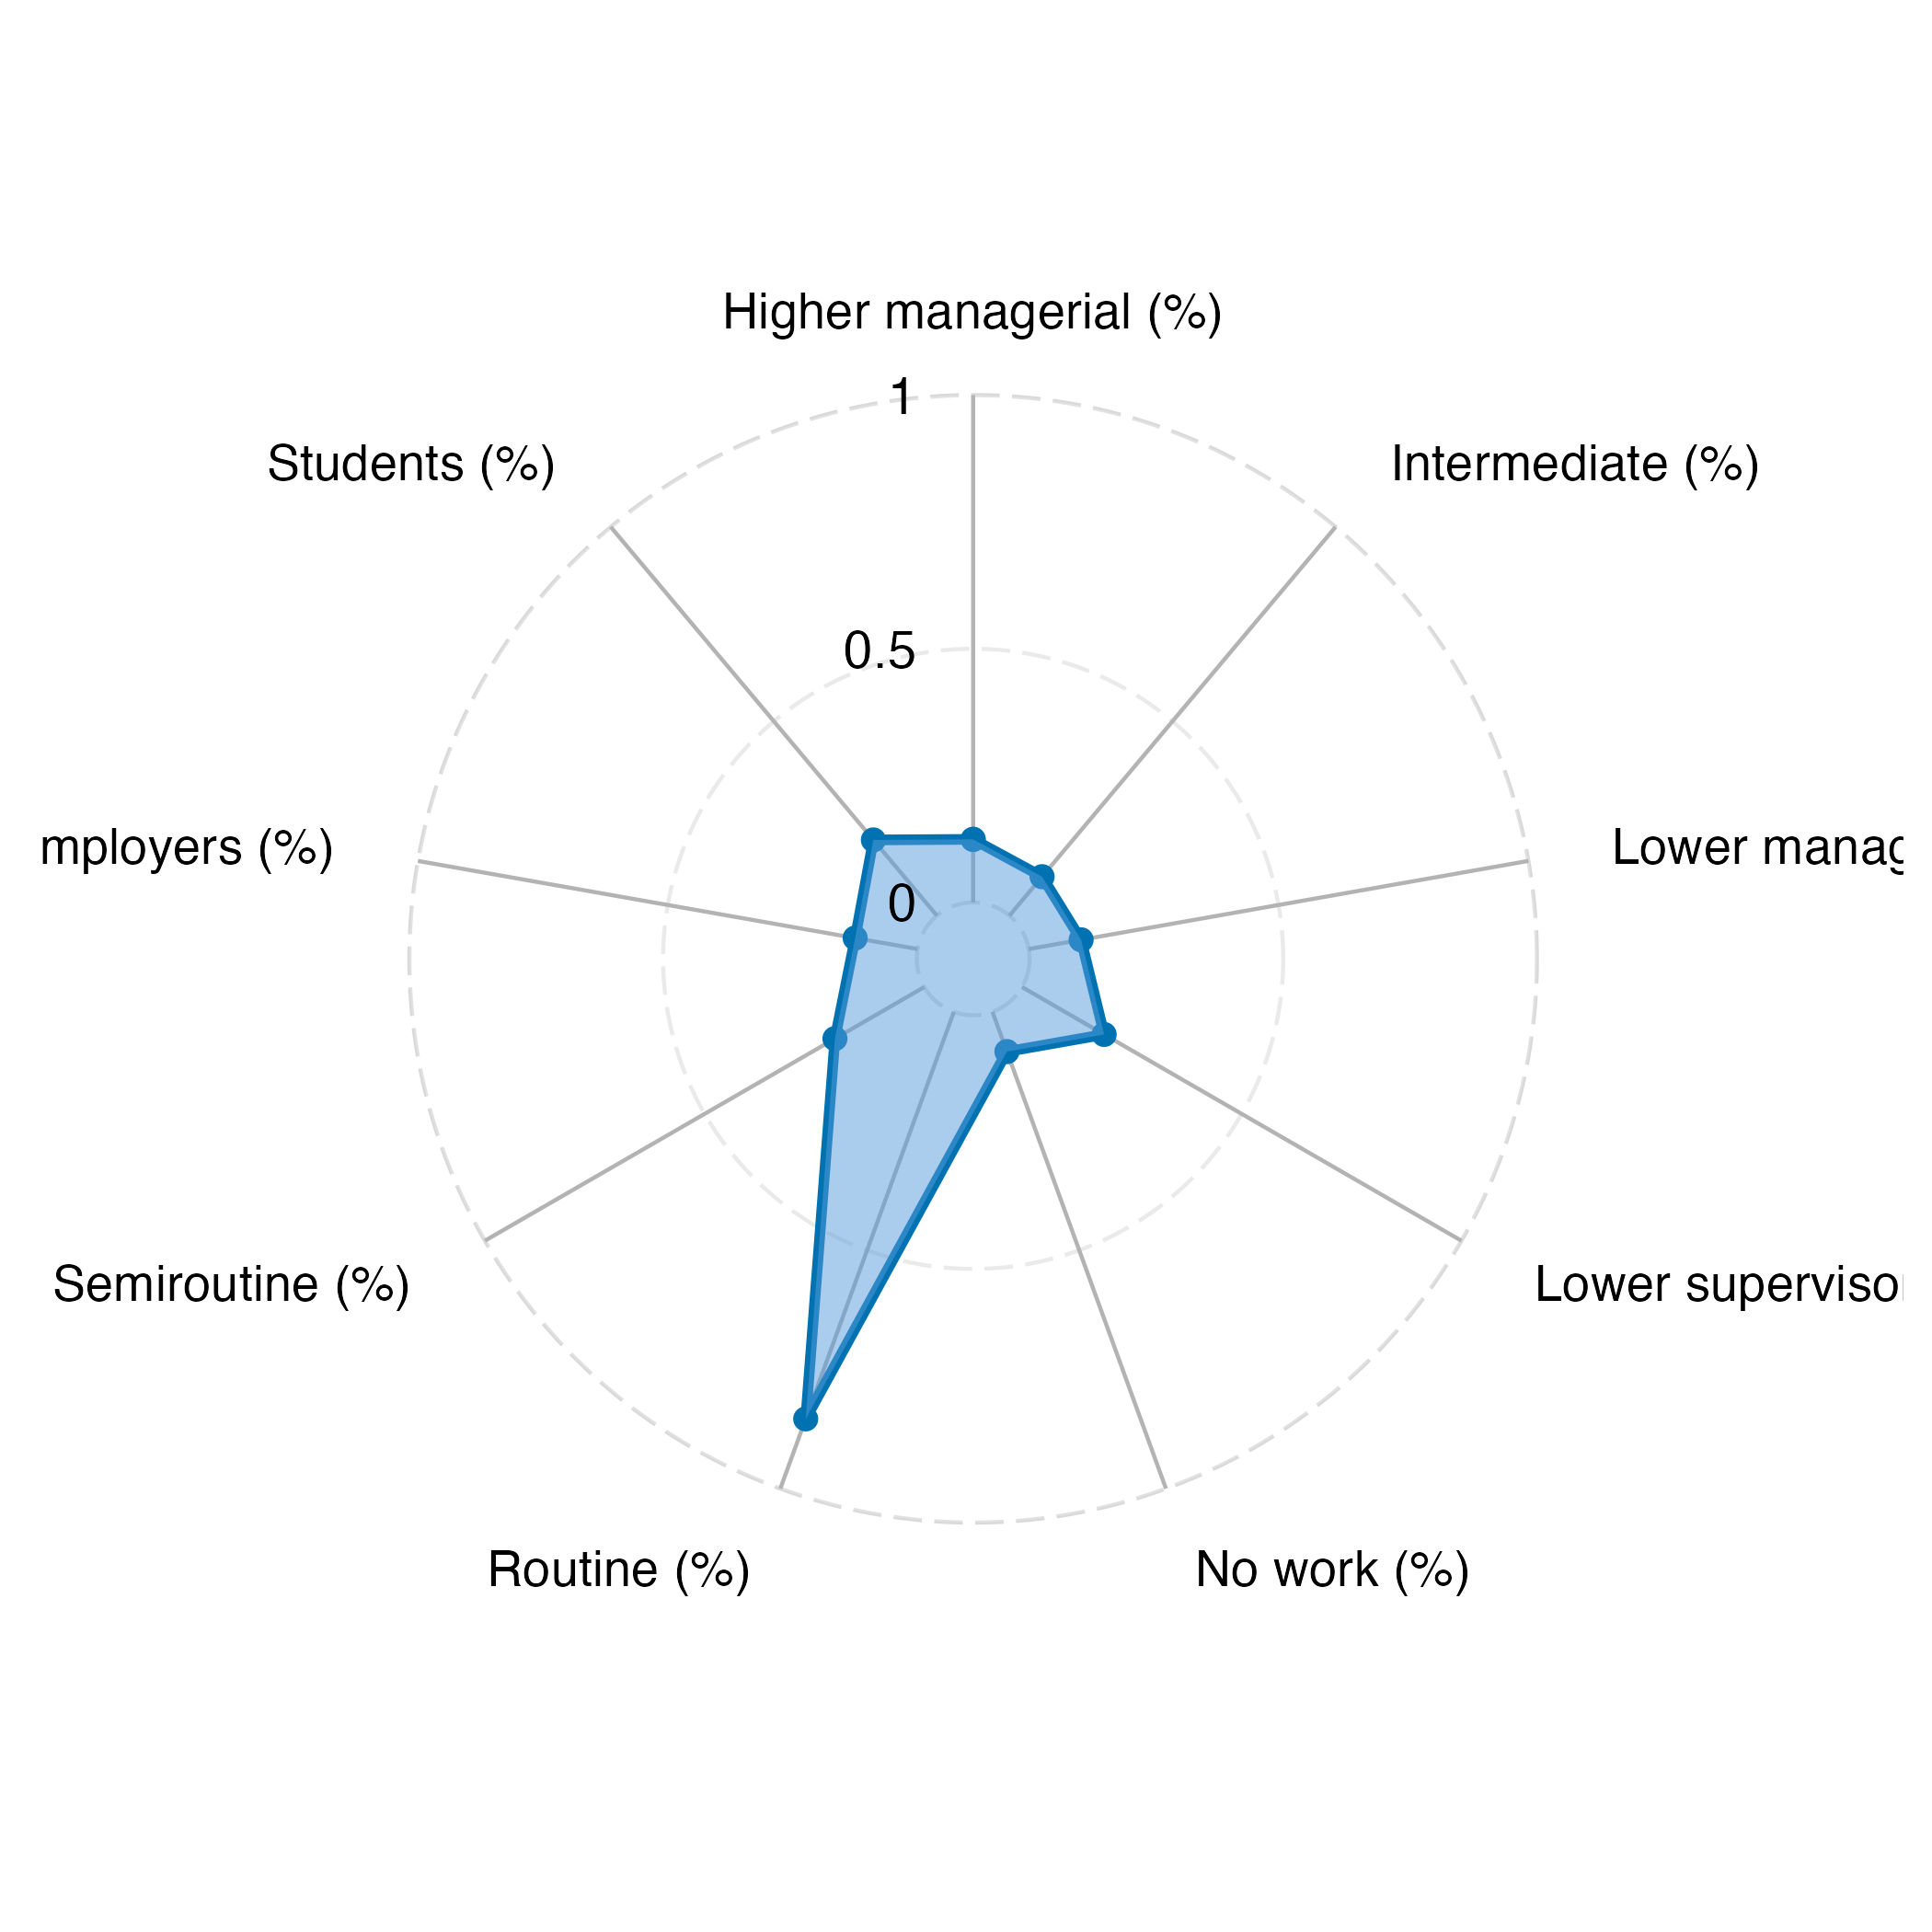 Higher managerial (%)
1
Students (%)
Intermediate (%)
0.5
mployers (%)
Lower manag
0
Semiroutine (%)
Lower superviso
Routine (%)
No work (%)